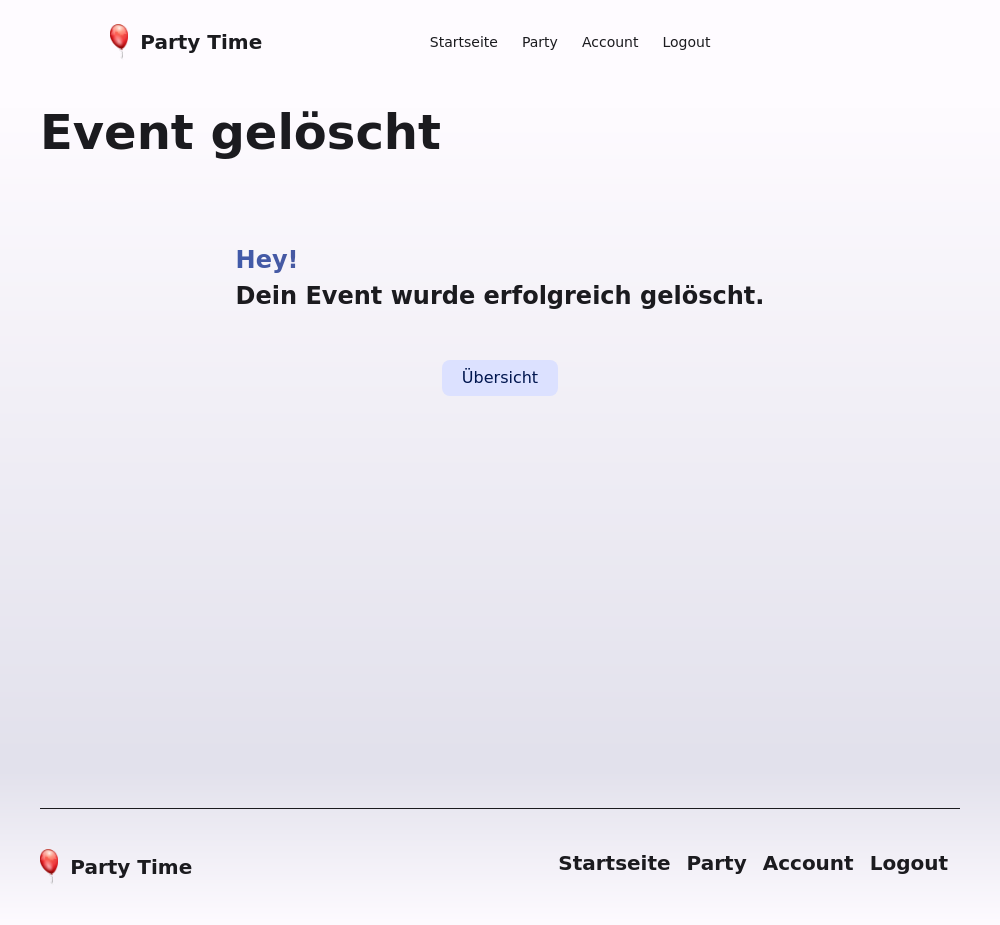 Party Time
Startseite Party Account Logout
Event gelöscht
Hey!
Dein Event wurde erfolgreich gelöscht.
Übersicht
Party Time
Startseite Party Account Logout